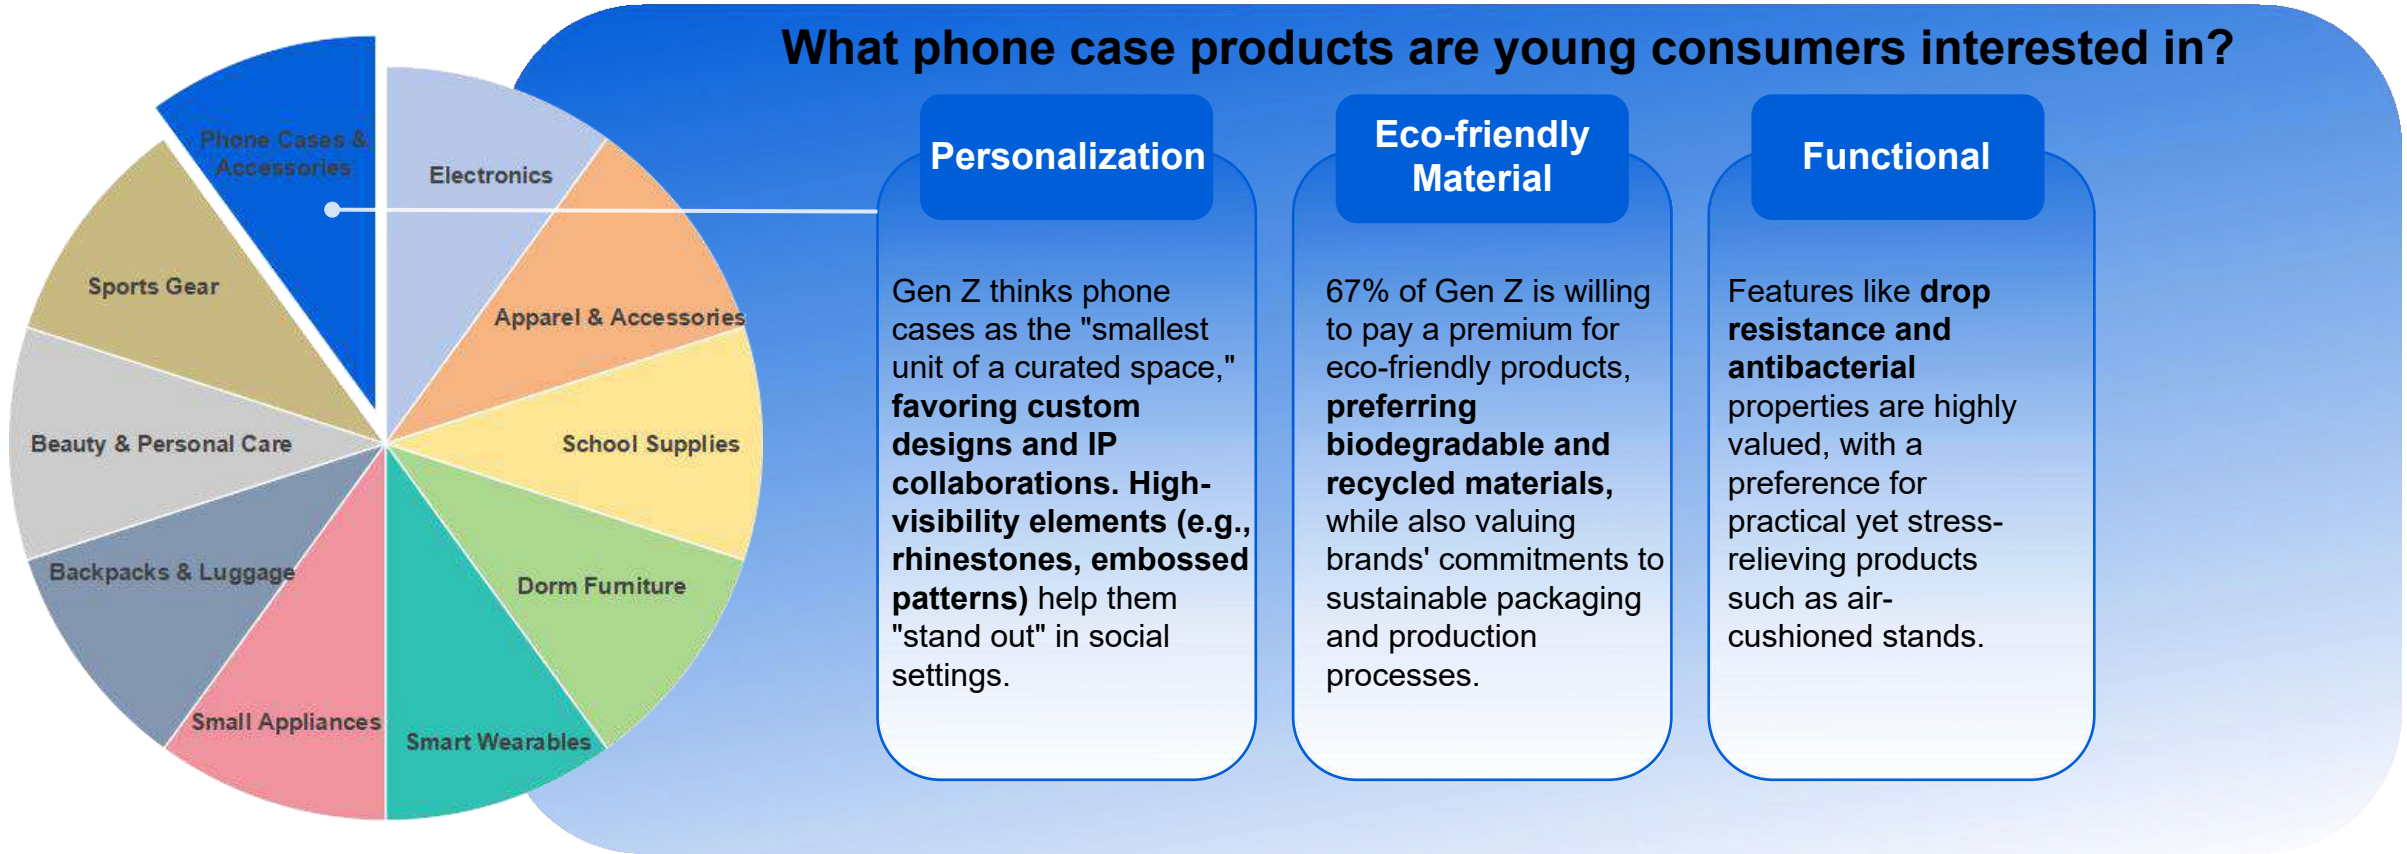 What phone case products are young consumers interested in?
Phone Cases &
Accessories
Electronics
Apparel & Accessories
School Supplies
Dorm Furniture
Smart Wearables
Small Appliances
Backpacks & Luggage
Beauty & Personal Care
Sports Gear
Personalization
Gen Z thinks phone
cases as the "smallest
unit of a curated space,"
favoring custom
designs and IP
collaborations. High-
visibility elements (e.g.,
rhinestones, embossed
patterns) help them
"stand out" in social
settings.
Eco-friendly
Material
67% of Gen Z is willing
to pay a premium for
eco-friendly products,
preferring
biodegradable and
recycled materials,
while also valuing
brands' commitments to
sustainable packaging
and production
processes.
Functional
Features like drop
resistance and
antibacterial
properties are highly
valued, with a
preference for
practical yet stress-
relieving products
such as air-
cushioned stands.